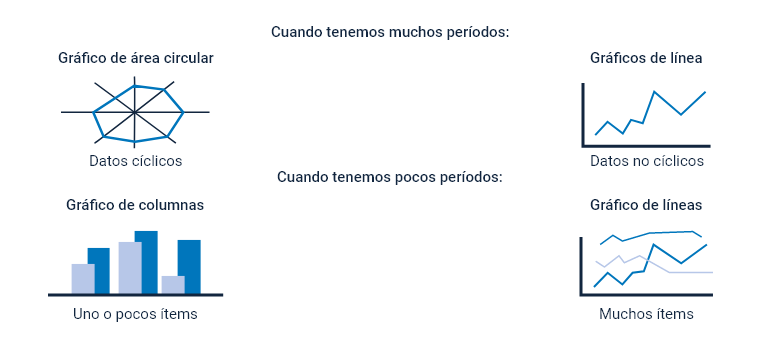 Cuando tenemos muchos períodos:
Gráfico de área circular
Gráficos de línea
Datos cíclicos
Datos no cíclicos
Cuando tenemos pocos períodos:
Gráfico de columnas
Gráfico de líneas
Uno o pocos ítems
Muchos ítems